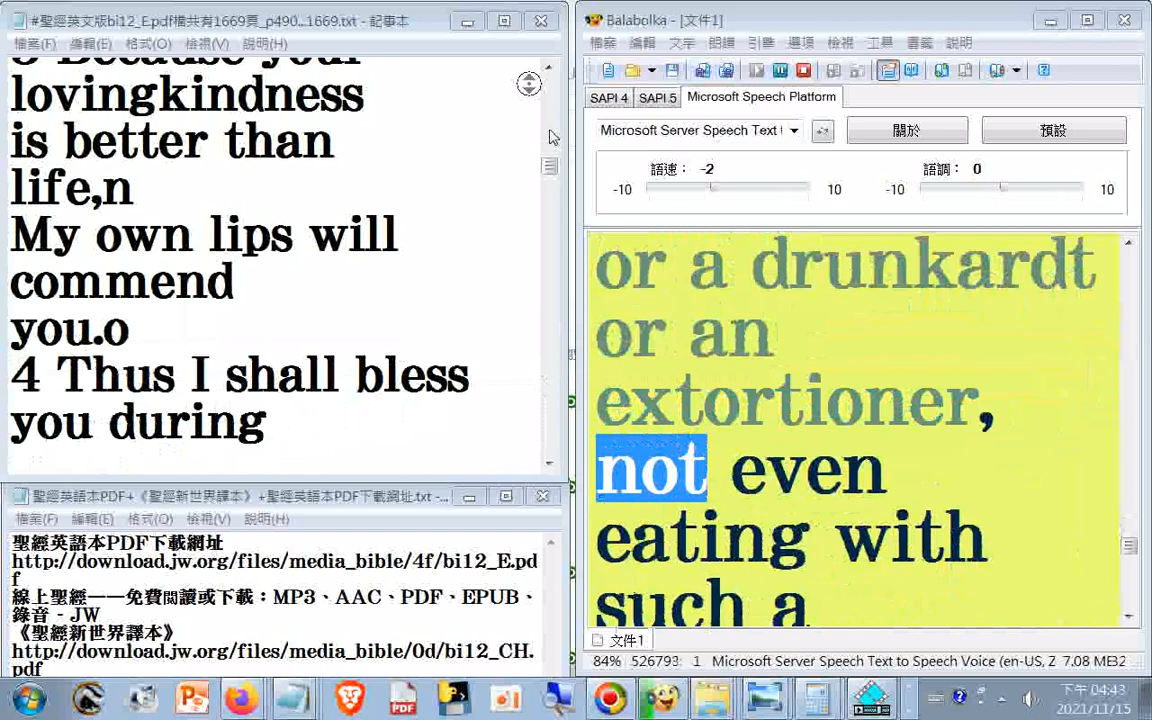 #聖經英文版bi12_E.pdf檔共有1669頁_p490...1669.txt - 記事本
檔案(F) 編輯(E) 格式(O) 檢視(V) 說明(H)
3 Because your
lovingkindness
is better than
life,n
My own lips will
commend
you.o
4 Thus I shall bless
you during
聖經英語本PDF+《聖經新世界譯本》+聖經英語本PDF下載網址.txt - ...
檔案(F) 編輯(E) 格式(O) 檢視(V) 說明(H)
聖經英語本PDF下載網址
http://download.jw.org/files/media_bible/4f/bi12_E.pd
f
線上聖經——免費閱讀或下載：MP3、AAC、PDF、EPUB、
錄音 - JW
《聖經新世界譯本》
http://download.jw.org/files/media_bible/0d/bi12_CH.
pdf
Balabolka - [文件1]
檔案 編輯 文字 朗讀 引擎 選項 檢視 工具 書籤 說明
SAPI 4 SAPI 5 Microsoft Speech Platform
Microsoft Server Speech Text t
關於 預設
語速： -2 語調： 0
-10 10 -10 10
or a drunkardt
or an
extortioner,
not even
eating with
such a
文件1
84% 526793: 1 Microsoft Server Speech Text to Speech Voice (en-US, Z 7.08 MB
PDF
下午 04:43
2021/11/15